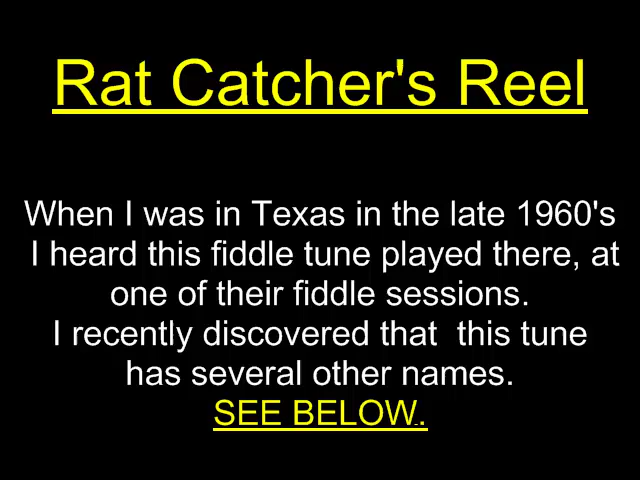 Rat Catcher's Reel
When I was in Texas in the late 1960's
I heard this fiddle tune played there, at
one of their fiddle sessions.
I recently discovered that  this tune
has several other names.
SEE BELOW..